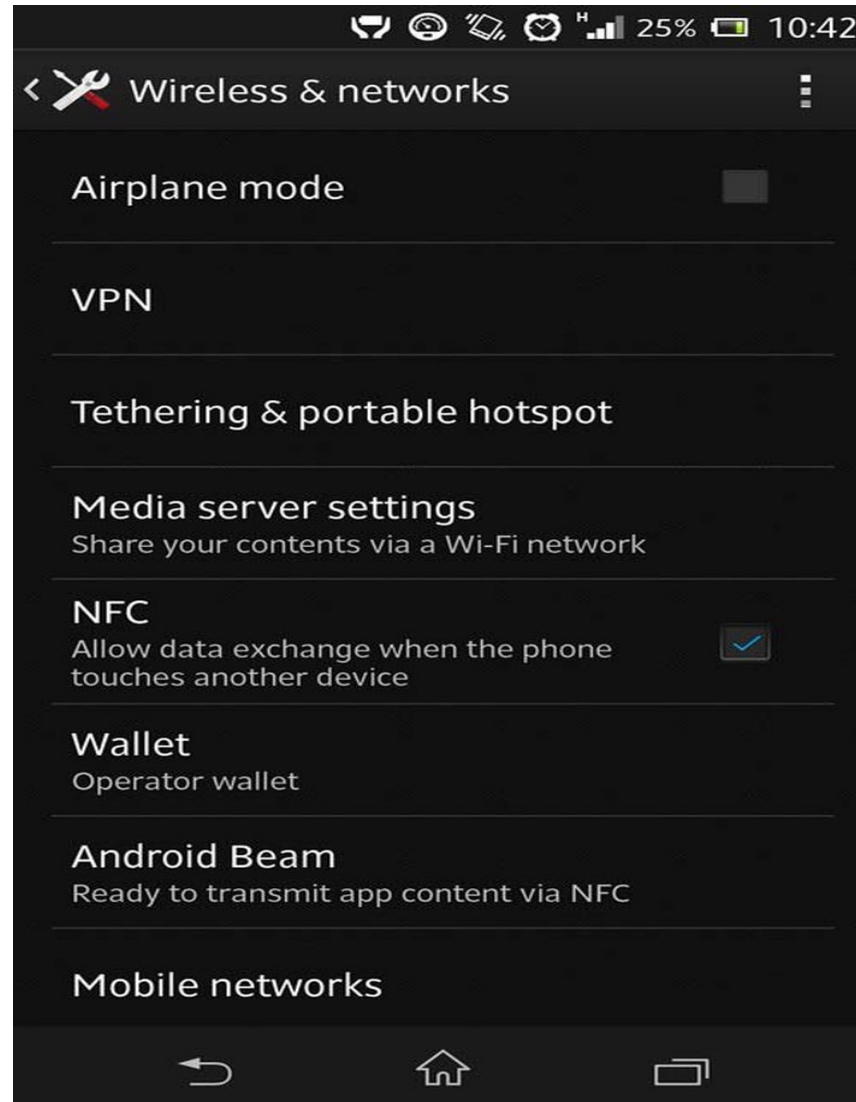 H 25% 10:42
Wireless & networks
Airplane mode
VPN
Tethering & portable hotspot
Media server settings
Share your contents via a Wi-Fi network
NFC
Allow data exchange when the phone
touches another device
Wallet
Operator wallet
Android Beam
Ready to transmit app content via NFC
Mobile networks